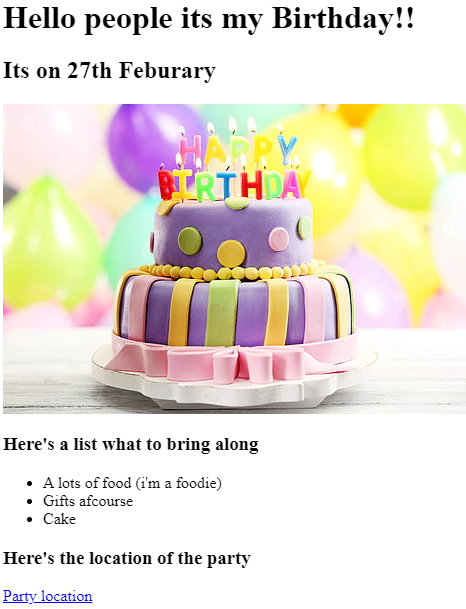 Hello people its my Birthday!!
Its on 27th Feburary
HAPPY
BIRTHDAY
Here's a list what to bring along
A lots of food (i'm a foodie)
Gifts afcourse
Cake
Here's the location of the party
Party location